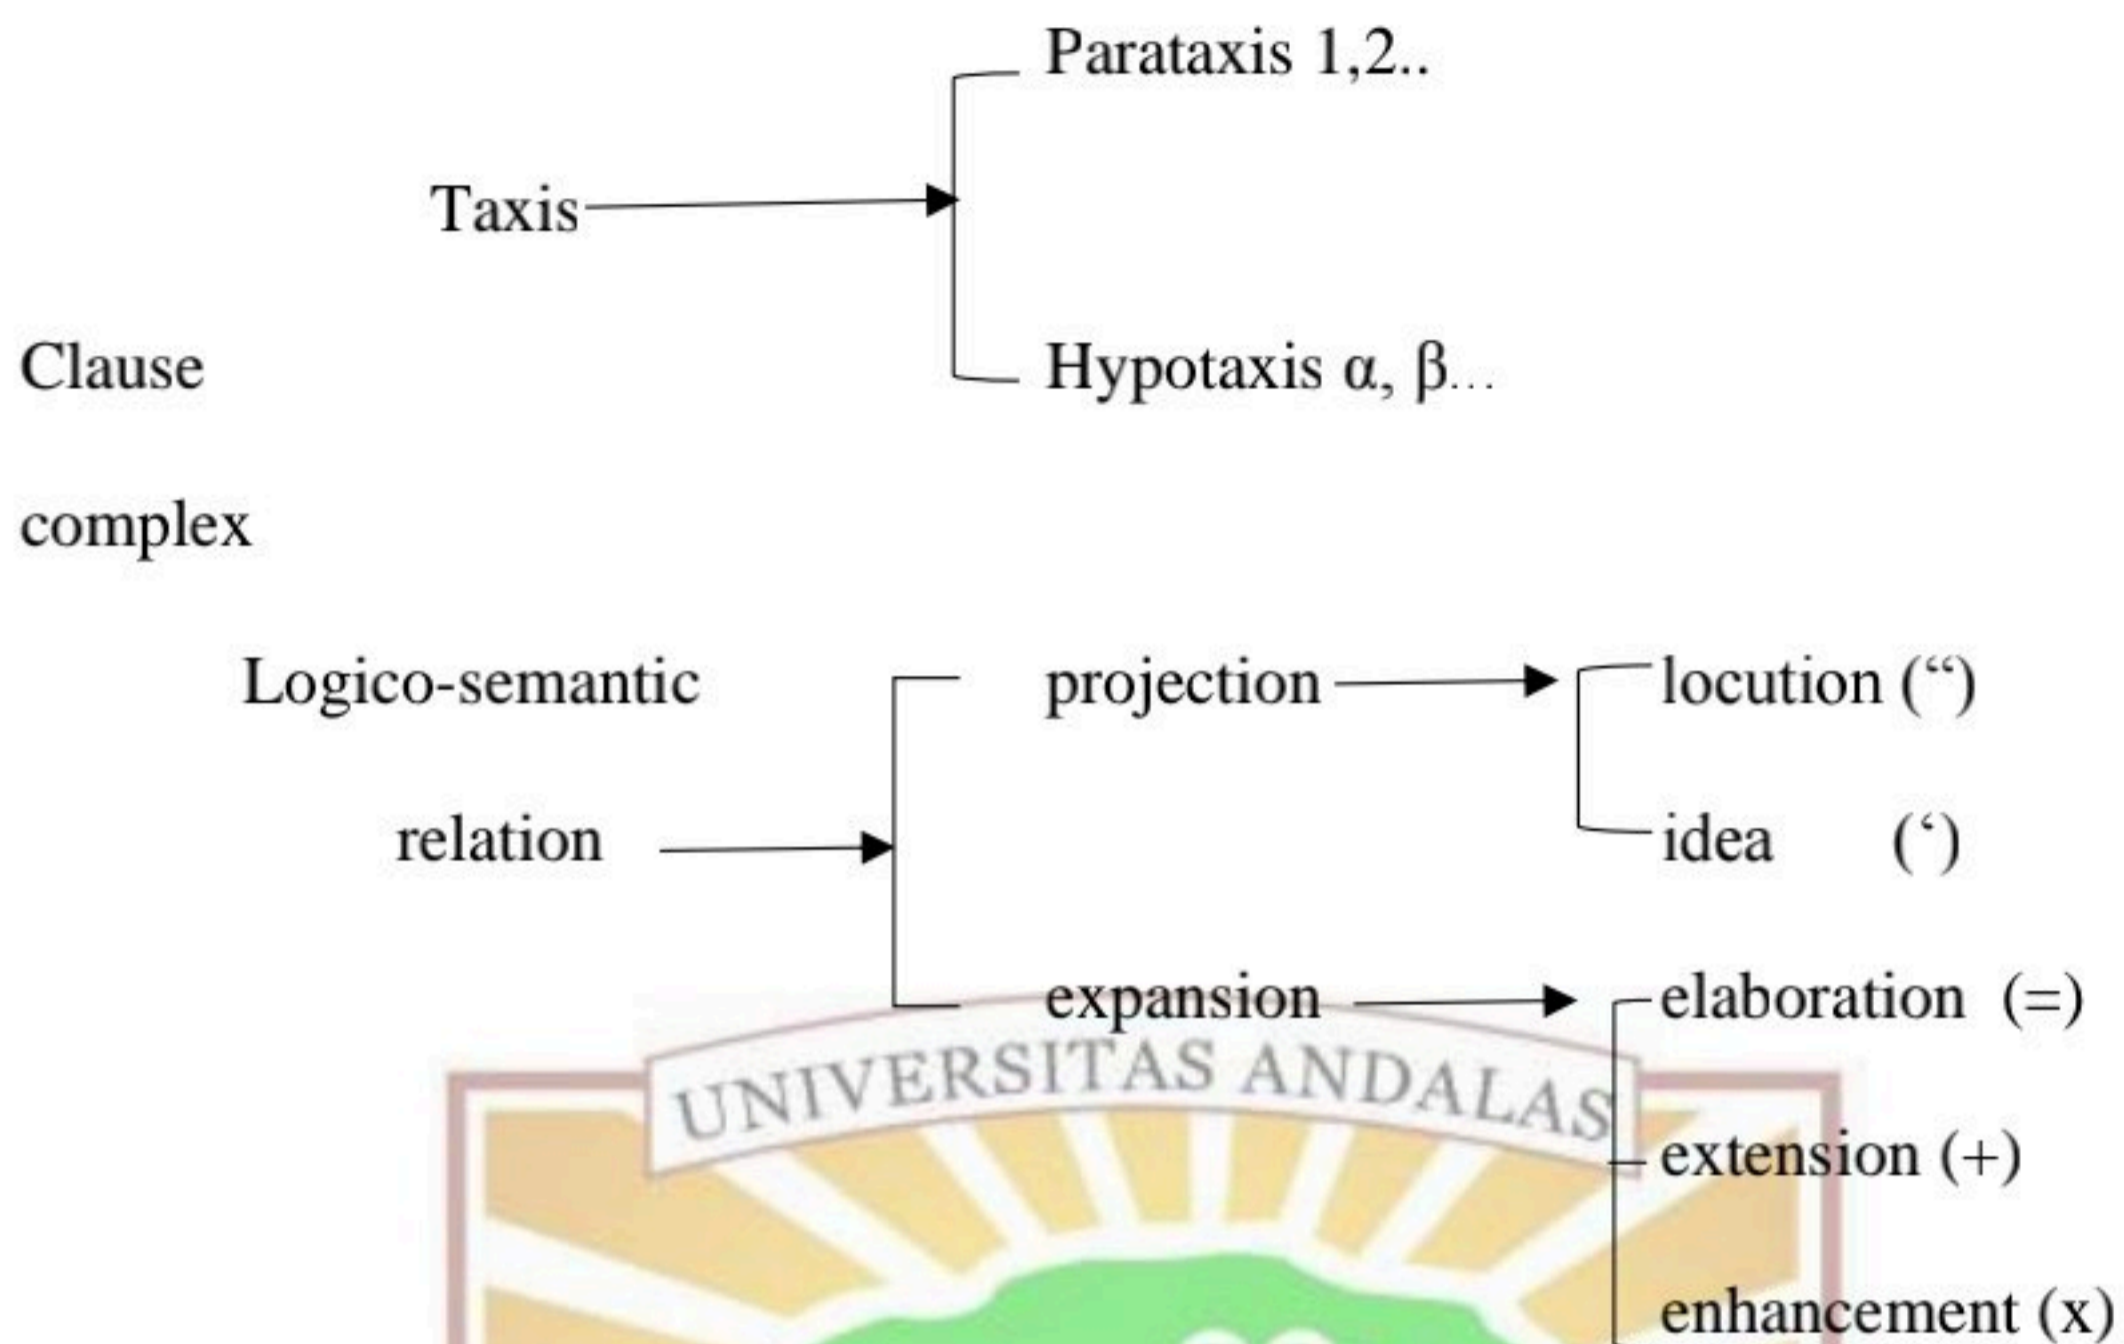 Parataxis 1,2..
Taxis
Clause
Hypotaxis α, β...
complex
Logico-semantic
projection
locution (“)
relation
idea (‘)
expansion
elaboration (=)
UNIVERSITAS ANDALAS
extension (+)
enhancement (x)